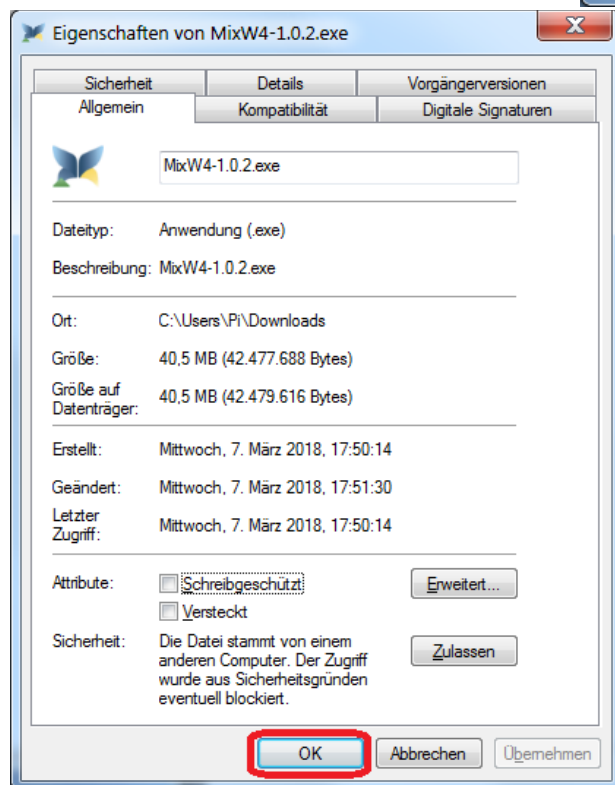 Eigenschaften von MixW4-1.0.2.exe
Sicherheit Details Vorgängerversionen
Allgemein Kompatibilität Digitale Signaturen
MixW4-1.0.2.exe
Dateityp: Anwendung (.exe)
Beschreibung: MixW4-1.0.2.exe
Ort: C:\Users\Pi\Downloads
Größe: 40,5 MB (42.477.688 Bytes)
Größe auf
Datenträger: 40,5 MB (42.479.616 Bytes)
Erstellt: Mittwoch, 7. März 2018, 17:50:14
Geändert: Mittwoch, 7. März 2018, 17:51:30
Letzter
Zugriff: Mittwoch, 7. März 2018, 17:50:14
Attribute: Schreibgeschützt Erweitert...
Versteckt
Sicherheit: Die Datei stammt von einem
anderen Computer. Der Zugriff
wurde aus Sicherheitsgründen
eventuell blockiert.
Zulassen
OK Abbrechen Übernehmen